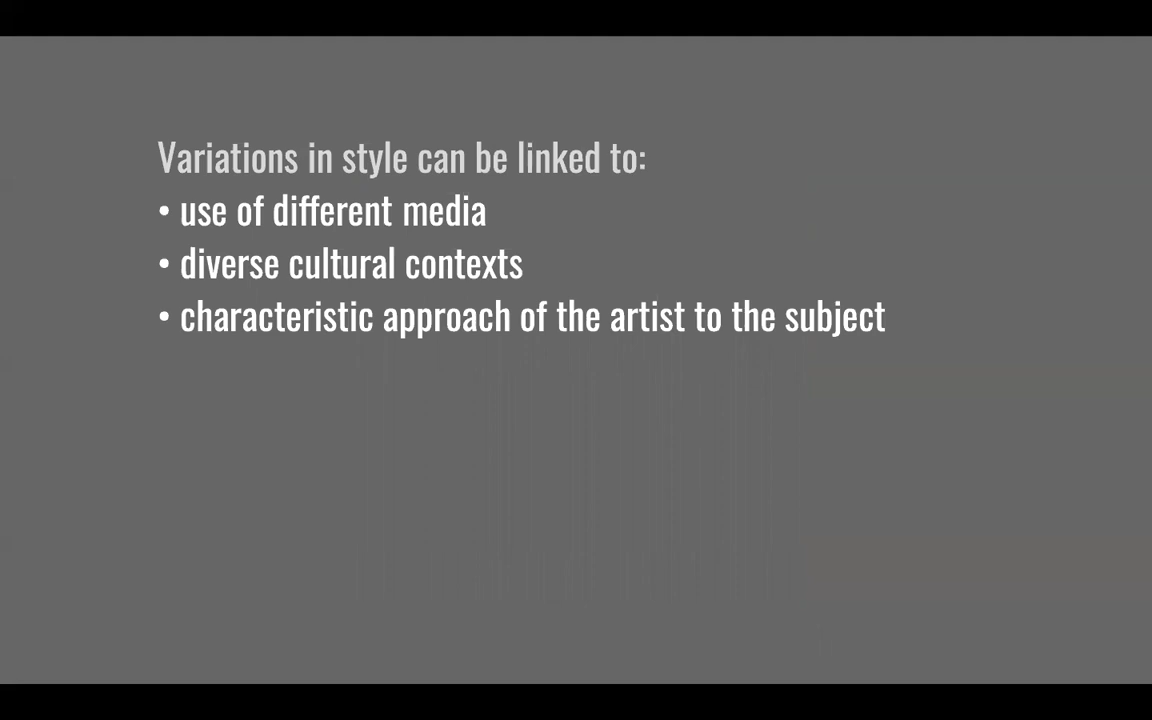 Variations in style can be linked to:
• use of different media
• diverse cultural contexts
• characteristic approach of the artist to the subject